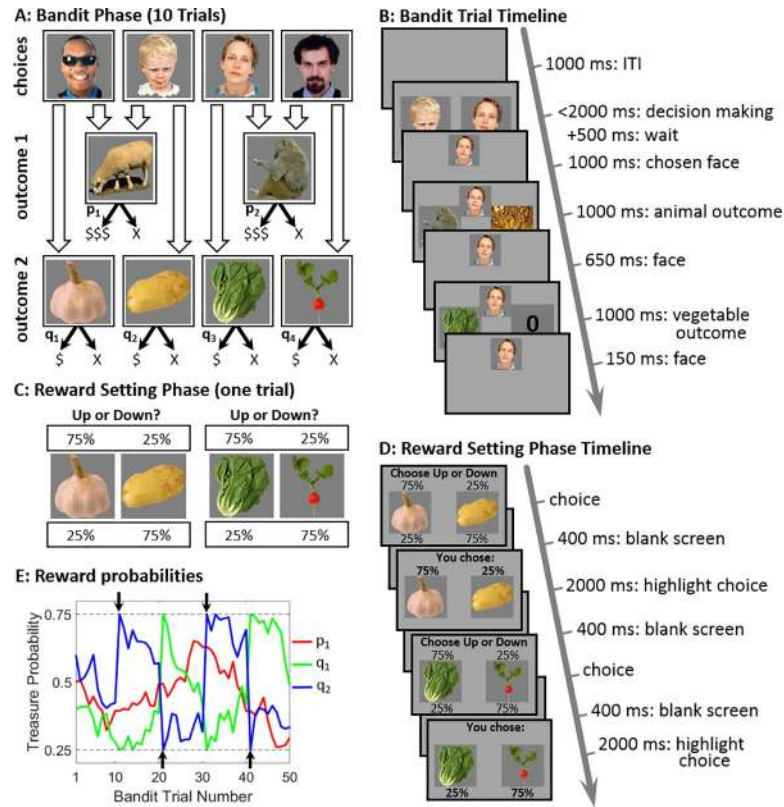 A: Bandit Phase (10 Trials)
choices
outcome 1
p1
p2
$$$ X
$$$ X
outcome 2
q1 q2 q3 q4
$ X $ X $ X $ X
C: Reward Setting Phase (one trial)
Up or Down? Up or Down?
75% 25% 75% 25%
25% 75% 25% 75%
E: Reward probabilities
Treasure Probability
0.75
0.5
0.25
p1
q1
q2
1 10 20 30 40 50
Bandit Trial Number
B: Bandit Trial Timeline
1000 ms: ITI
<2000 ms: decision making
+500 ms: wait
1000 ms: chosen face
1000 ms: animal outcome
650 ms: face
0
1000 ms: vegetable
outcome
150 ms: face
D: Reward Setting Phase Timeline
Choose Up or Down
75% 25%
25% 75%
choice
400 ms: blank screen
You chose:
75% 25%
2000 ms: highlight choice
400 ms: blank screen
Choose Up or Down
75% 25%
25% 75%
choice
400 ms: blank screen
You chose:
25% 75%
2000 ms: highlight
choice